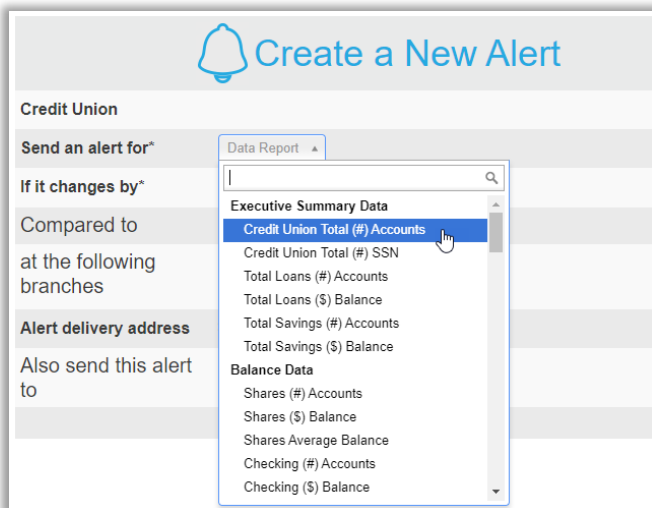 Create a New Alert
Credit Union
Send an alert for*
Data Report
If it changes by*
Compared to
at the following
branches
Alert delivery address
Also send this alert
to
Executive Summary Data
Credit Union Total (#) Accounts
Credit Union Total (#) SSN
Total Loans (#) Accounts
Total Loans ($) Balance
Total Savings (#) Accounts
Total Savings ($) Balance
Balance Data
Shares (#) Accounts
Shares ($) Balance
Shares Average Balance
Checking (#) Accounts
Checking ($) Balance